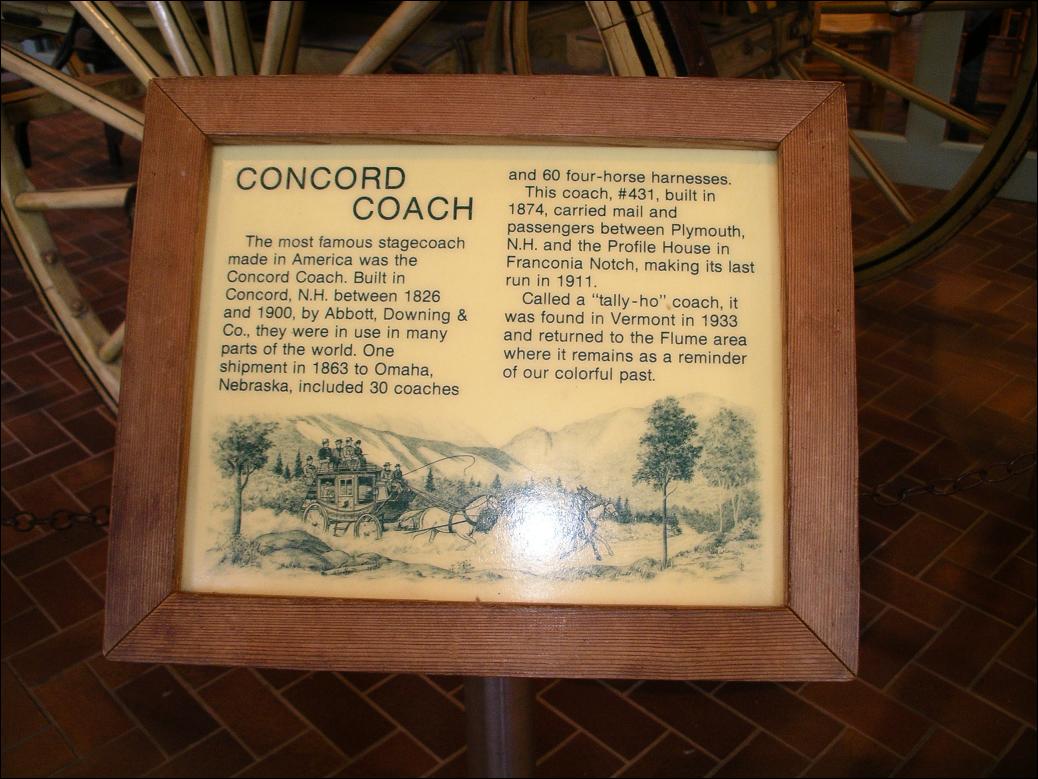 CONCORD
COACH
The most famous stagecoach
made in America was the
Concord Coach. Built in
Concord, N.H. between 1826
and 1900, by Abbott, Downing &
Co., they were in use in many
parts of the world. One
shipment in 1863 to Omaha,
Nebraska, included 30 coaches
and 60 four-horse harnesses.
This coach, #431, built in
1874, carried mail and
passengers between Plymouth,
N.H. and the Profile House in
Franconia Notch, making its last
run in 1911.
Called a "tally-ho" coach, it
was found in Vermont in 1933
and returned to the Flume area
where it remains as a reminder
of our colorful past.